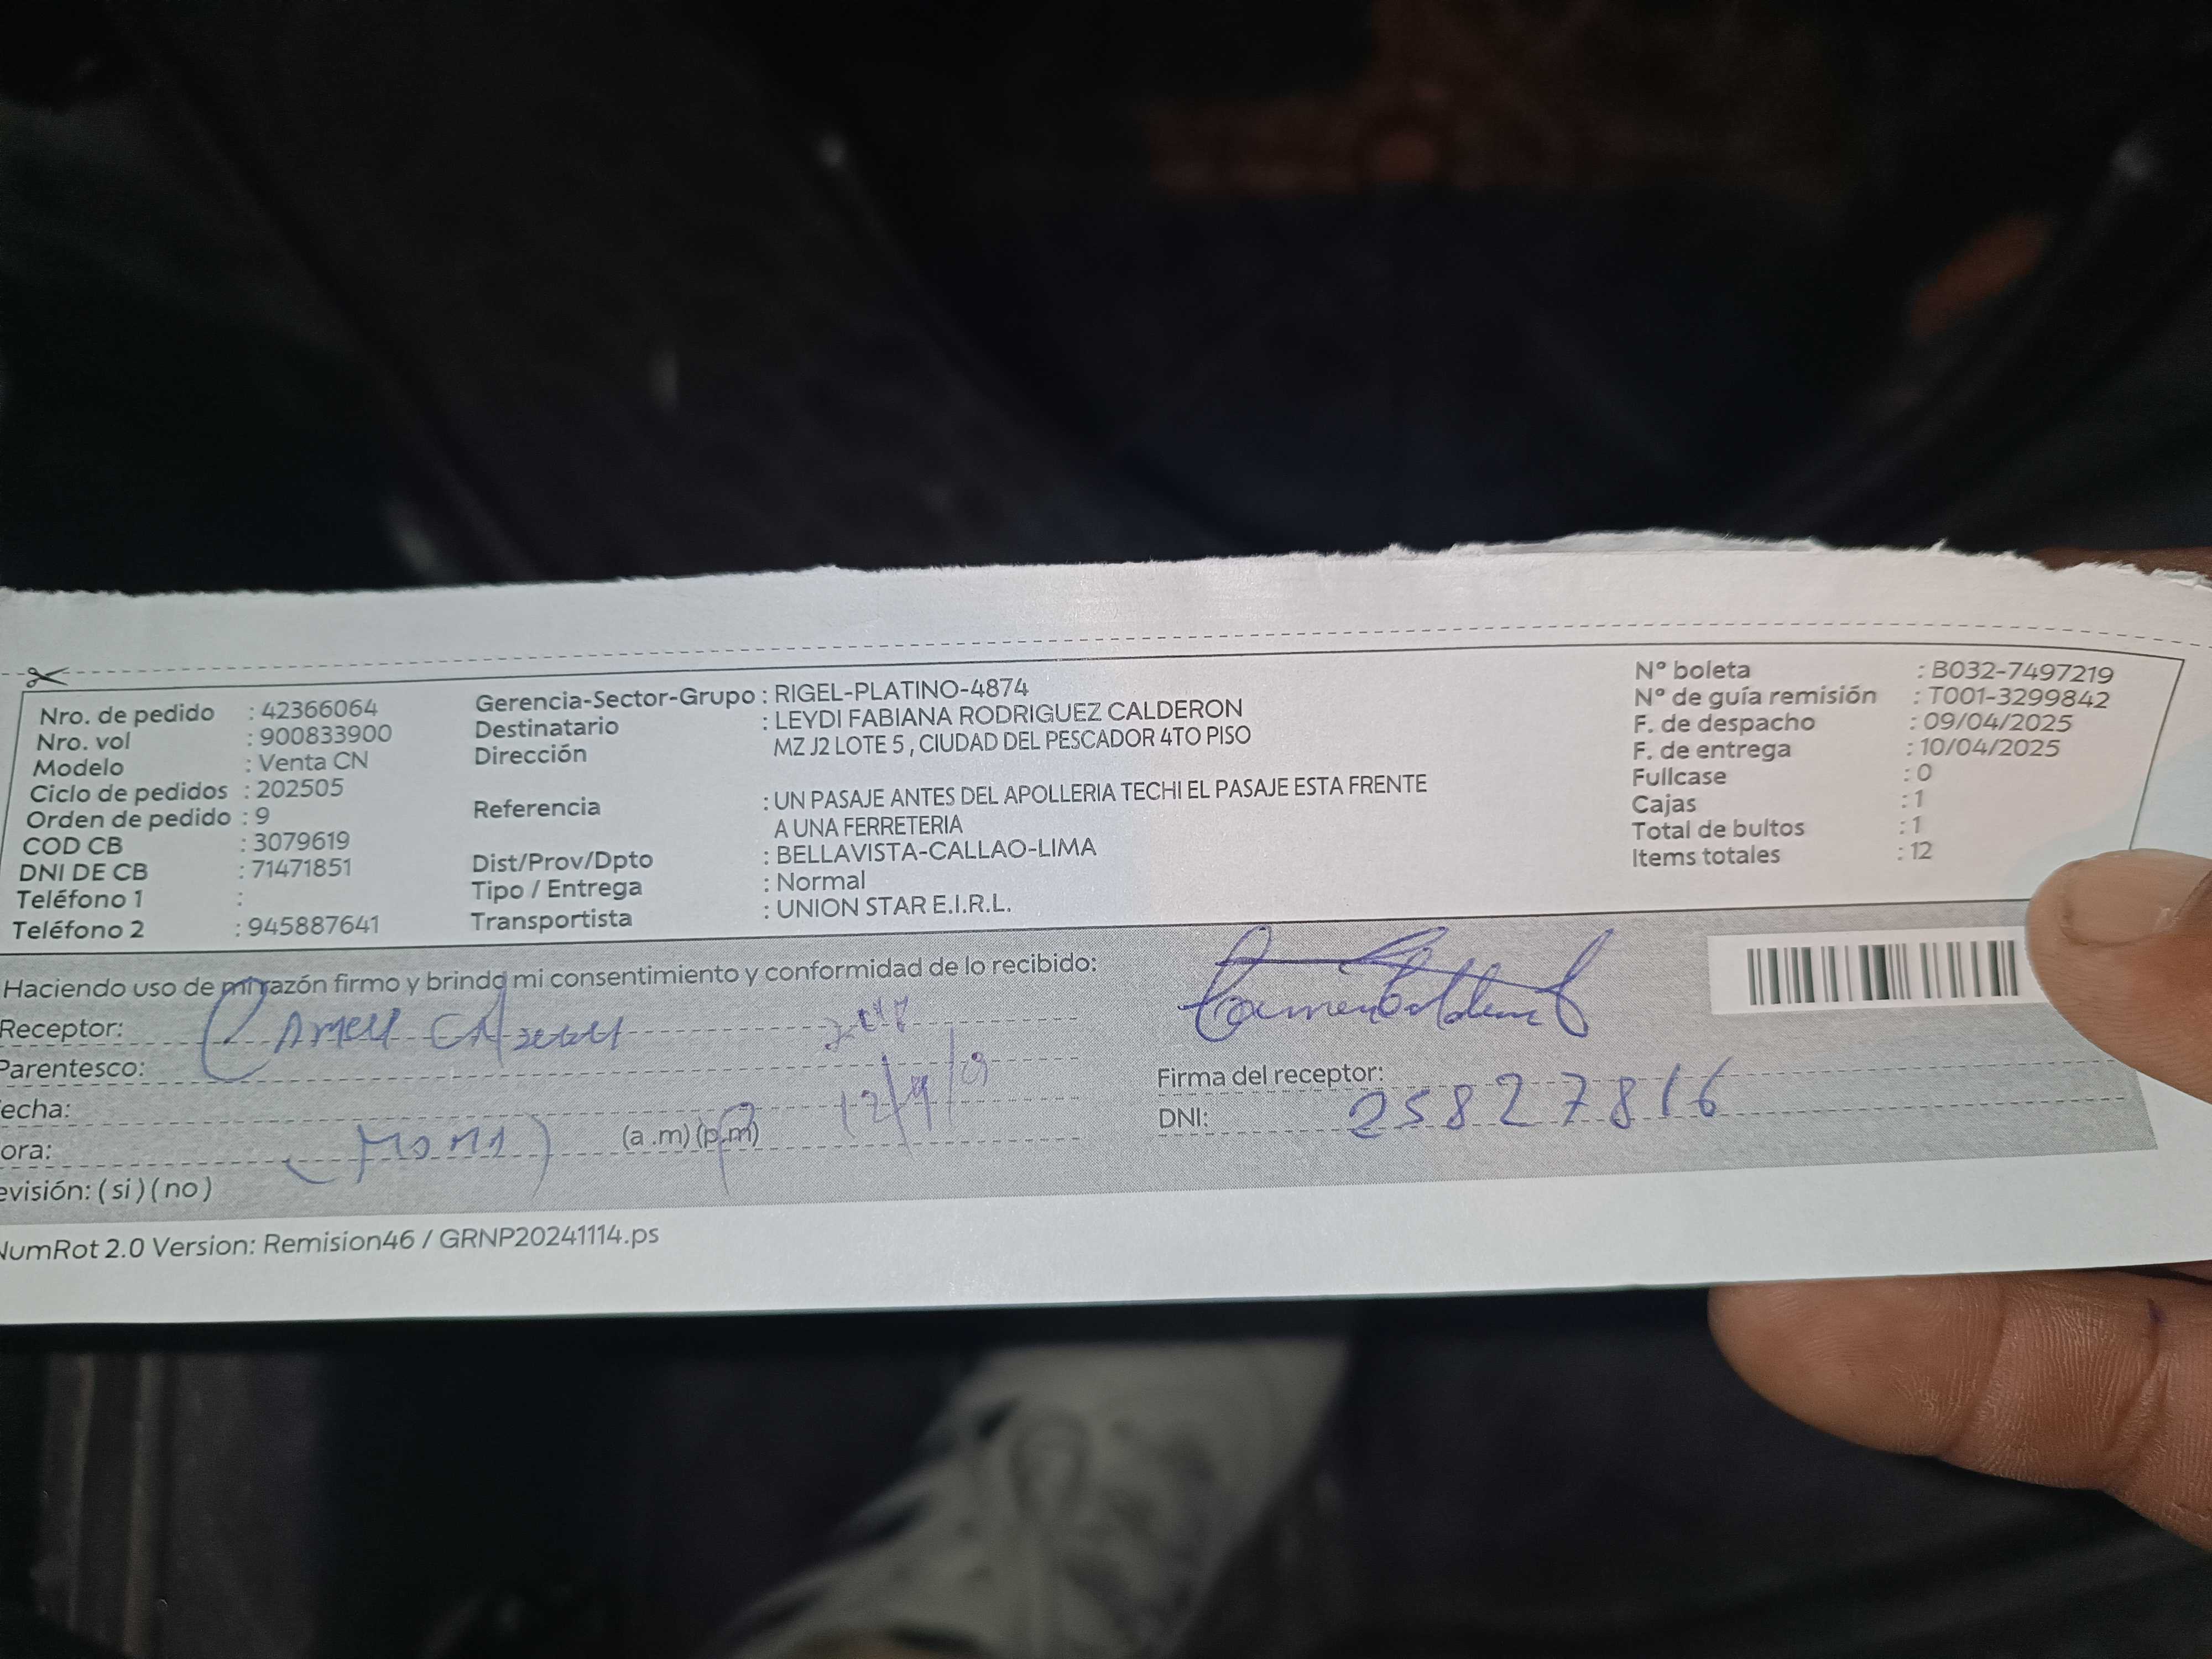 Nro. de pedido : 42366064
Nro. vol : 900833900
Modelo : Venta CN
Ciclo de pedidos : 202505
Orden de pedido : 9
COD CB : 3079619
DNI DE CB : 71471851
Teléfono 1 :
Teléfono 2 : 945887641
Gerencia-Sector-Grupo : RIGEL-PLATINO-4874
Destinatario : LEYDI FABIANA RODRIGUEZ CALDERON
Dirección MZ J2 LOTE 5 , CIUDAD DEL PESCADOR 4TO PISO
Referencia : UN PASAJE ANTES DEL APOLLERIA TECHI EL PASAJE ESTA FRENTE
A UNA FERRETERIA
Dist/Prov/Dpto : BELLAVISTA-CALLAO-LIMA
Tipo / Entrega : Normal
Transportista : UNION STAR E.I.R.L.
N° boleta : B032-7497219
N° de guía remisión : T001-3299842
F. de despacho : 09/04/2025
F. de entrega : 10/04/2025
Fullcase : 0
Cajas : 1
Total de bultos : 1
Items totales : 12
Haciendo uso de mi razón firmo y brindo mi consentimiento y conformidad de lo recibido:
Receptor: Carmen
Parentesco:
echa:
ora: (a .m) (p.m)
evisión: ( si ) ( no )
Firma del receptor:
DNI: 25827816
NumRot 2.0 Version: Remision46 / GRNP20241114.ps